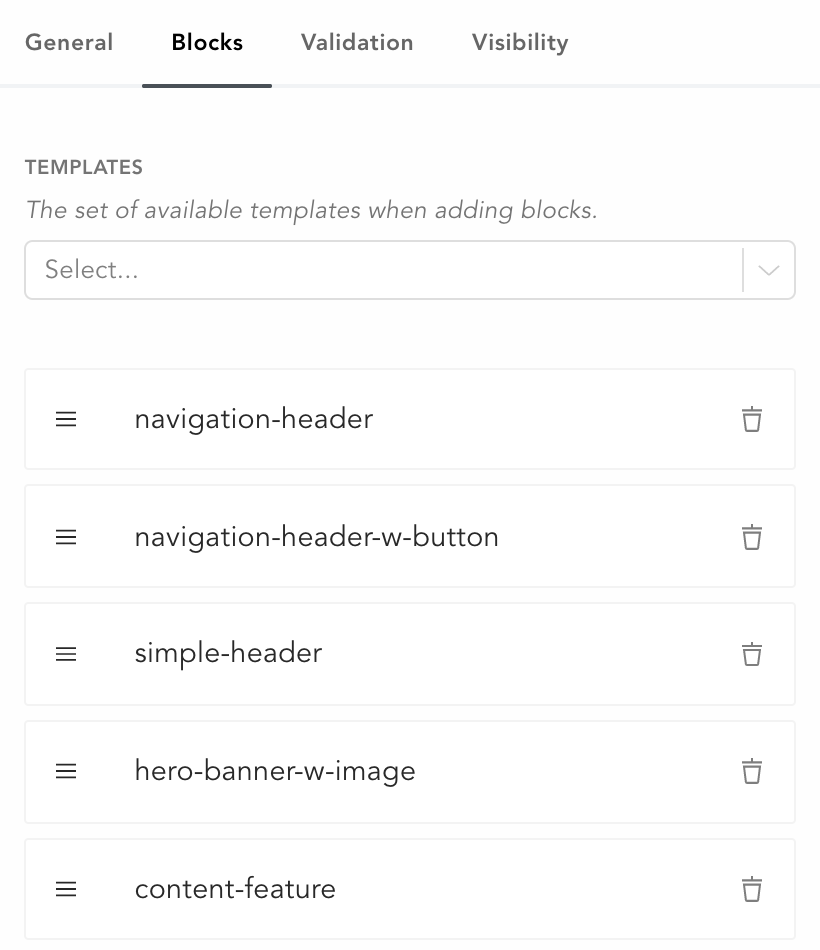 General Blocks Validation Visibility
TEMPLATES
The set of available templates when adding blocks.
Select...
navigation-header
navigation-header-w-button
simple-header
hero-banner-w-image
content-feature